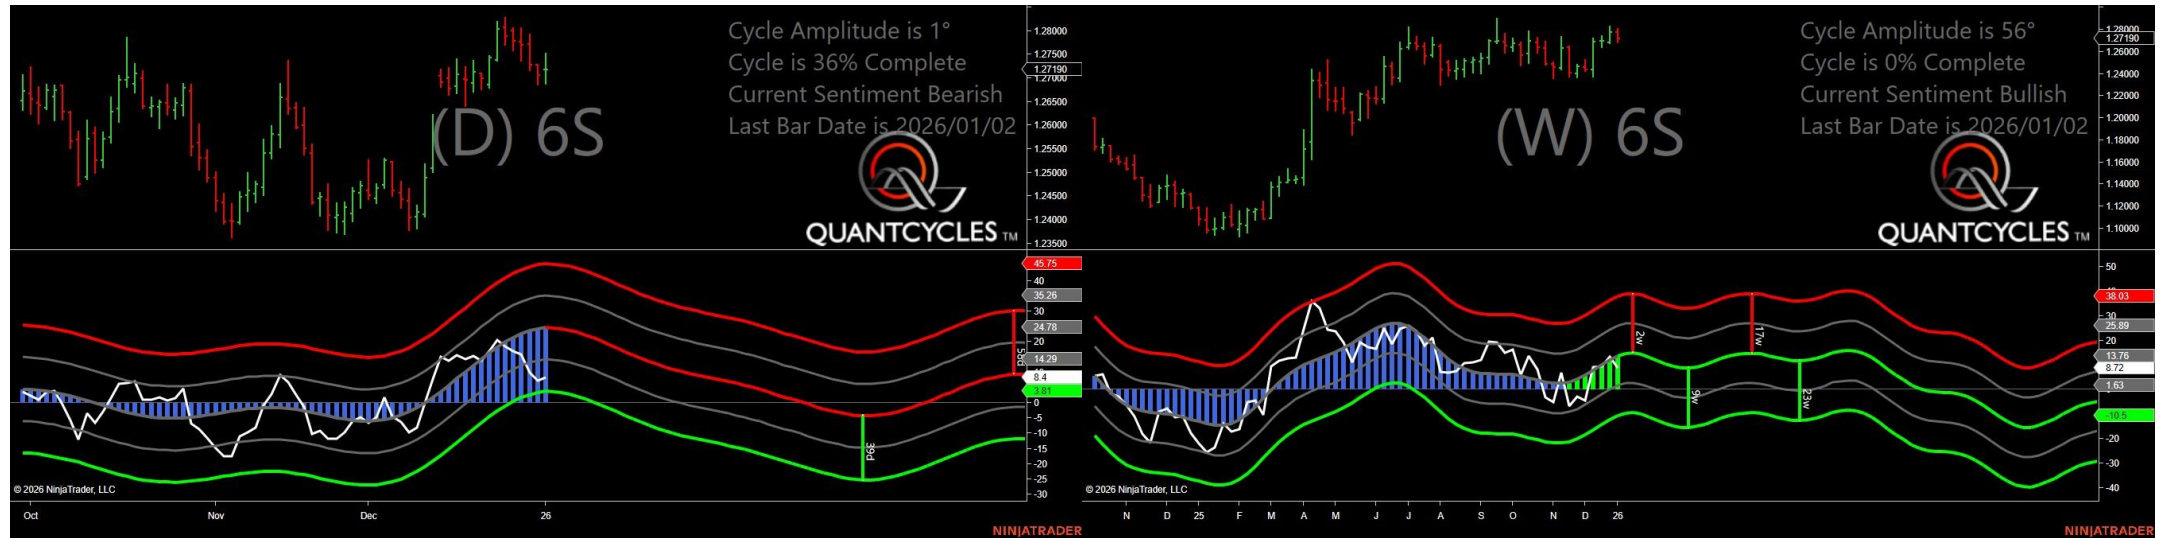 Cycle Amplitude is 1°
Cycle is 36% Complete
Current Sentiment Bearish
Last Bar Date is 2026/01/02
(D) 6S
QUANTCYCLES TM
1.28000
1.27500
1.27190
1.27000
1.26500
1.26000
1.25500
1.25000
1.24500
1.24000
1.23500
45.75
40
35.26
30
24.78
20
14.29
8.4
3.81
0
-5
-10
-15
-20
-25
-30
39d
© 2026 NinjaTrader, LLC
Oct
Nov
Dec
26
NINJATRADER
Cycle Amplitude is 56°
Cycle is 0% Complete
Current Sentiment Bullish
Last Bar Date is 2026/01/02
(W) 6S
QUANTCYCLES TM
1.28000
1.27190
1.26000
1.24000
1.22000
1.20000
1.18000
1.16000
1.14000
1.12000
1.10000
50
38.03
25.89
20
13.76
8.72
1.63
-10.5
-20
-30
-40
2w
9w
17w
23w
© 2026 NinjaTrader, LLC
N
D
25
F
M
A
M
J
J
A
S
O
N
D
26
NINJATRADER